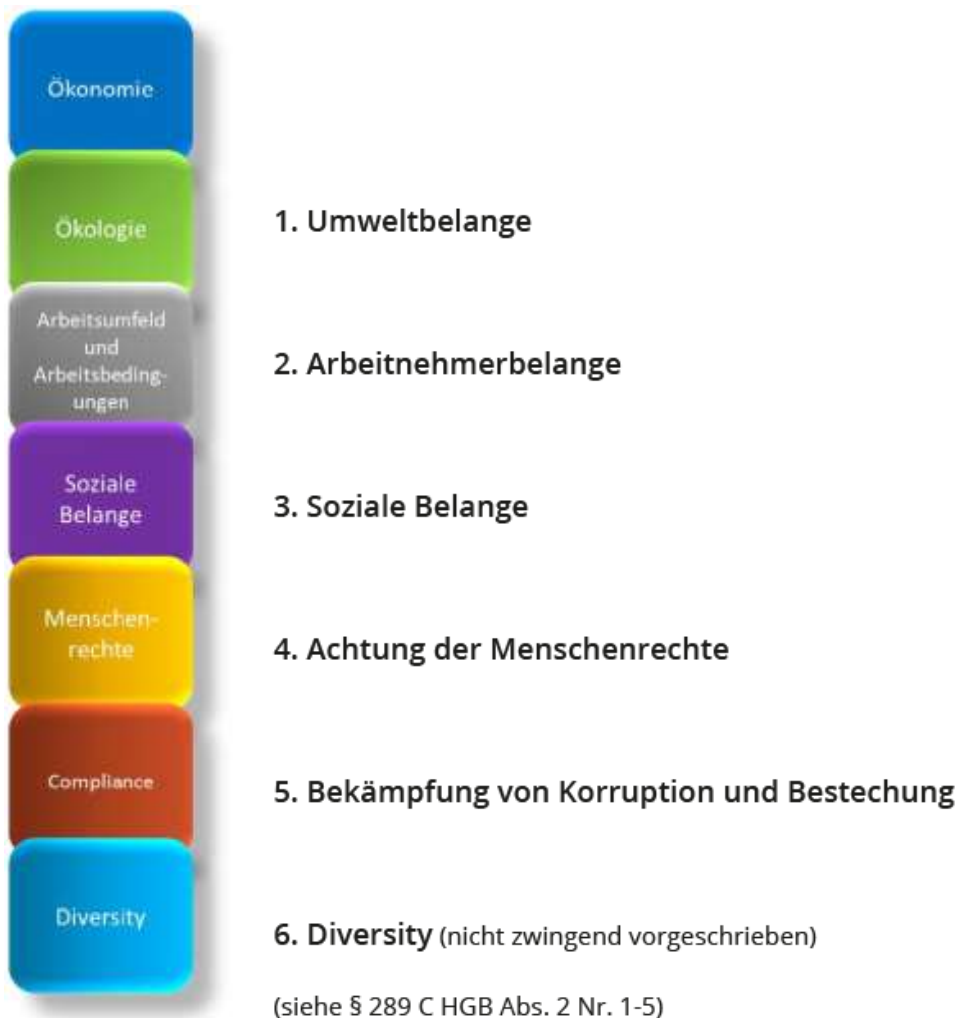 Ökonomie
Ökologie
1. Umweltbelange
Arbeitsumfeld
und
Arbeitsbeding-
ungen
2. Arbeitnehmerbelange
Soziale
Belange
3. Soziale Belange
Menschen-
rechte
4. Achtung der Menschenrechte
Compliance
5. Bekämpfung von Korruption und Bestechung
Diversity
6. Diversity (nicht zwingend vorgeschrieben)
(siehe § 289 C HGB Abs. 2 Nr. 1-5)